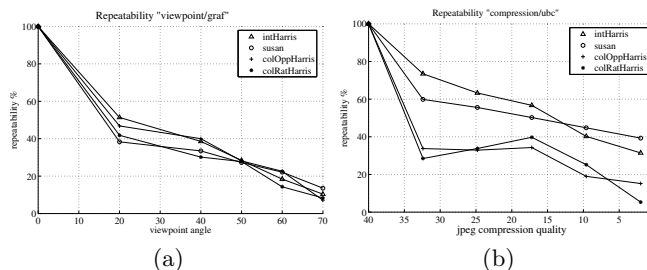 Repeatability "viewpoint/graf"
100
80
60
40
20
0
0 10 20 30 40 50 60 70
repeatability %
viewpoint angle
intHarris
susan
colOppHarris
colRatHarris
(a)
Repeatability "compression/ubc"
100
80
60
40
20
0
40 35 30 25 20 15 10 5 0
repeatability %
jpeg compression quality
intHarris
susan
colOppHarris
colRatHarris
(b)